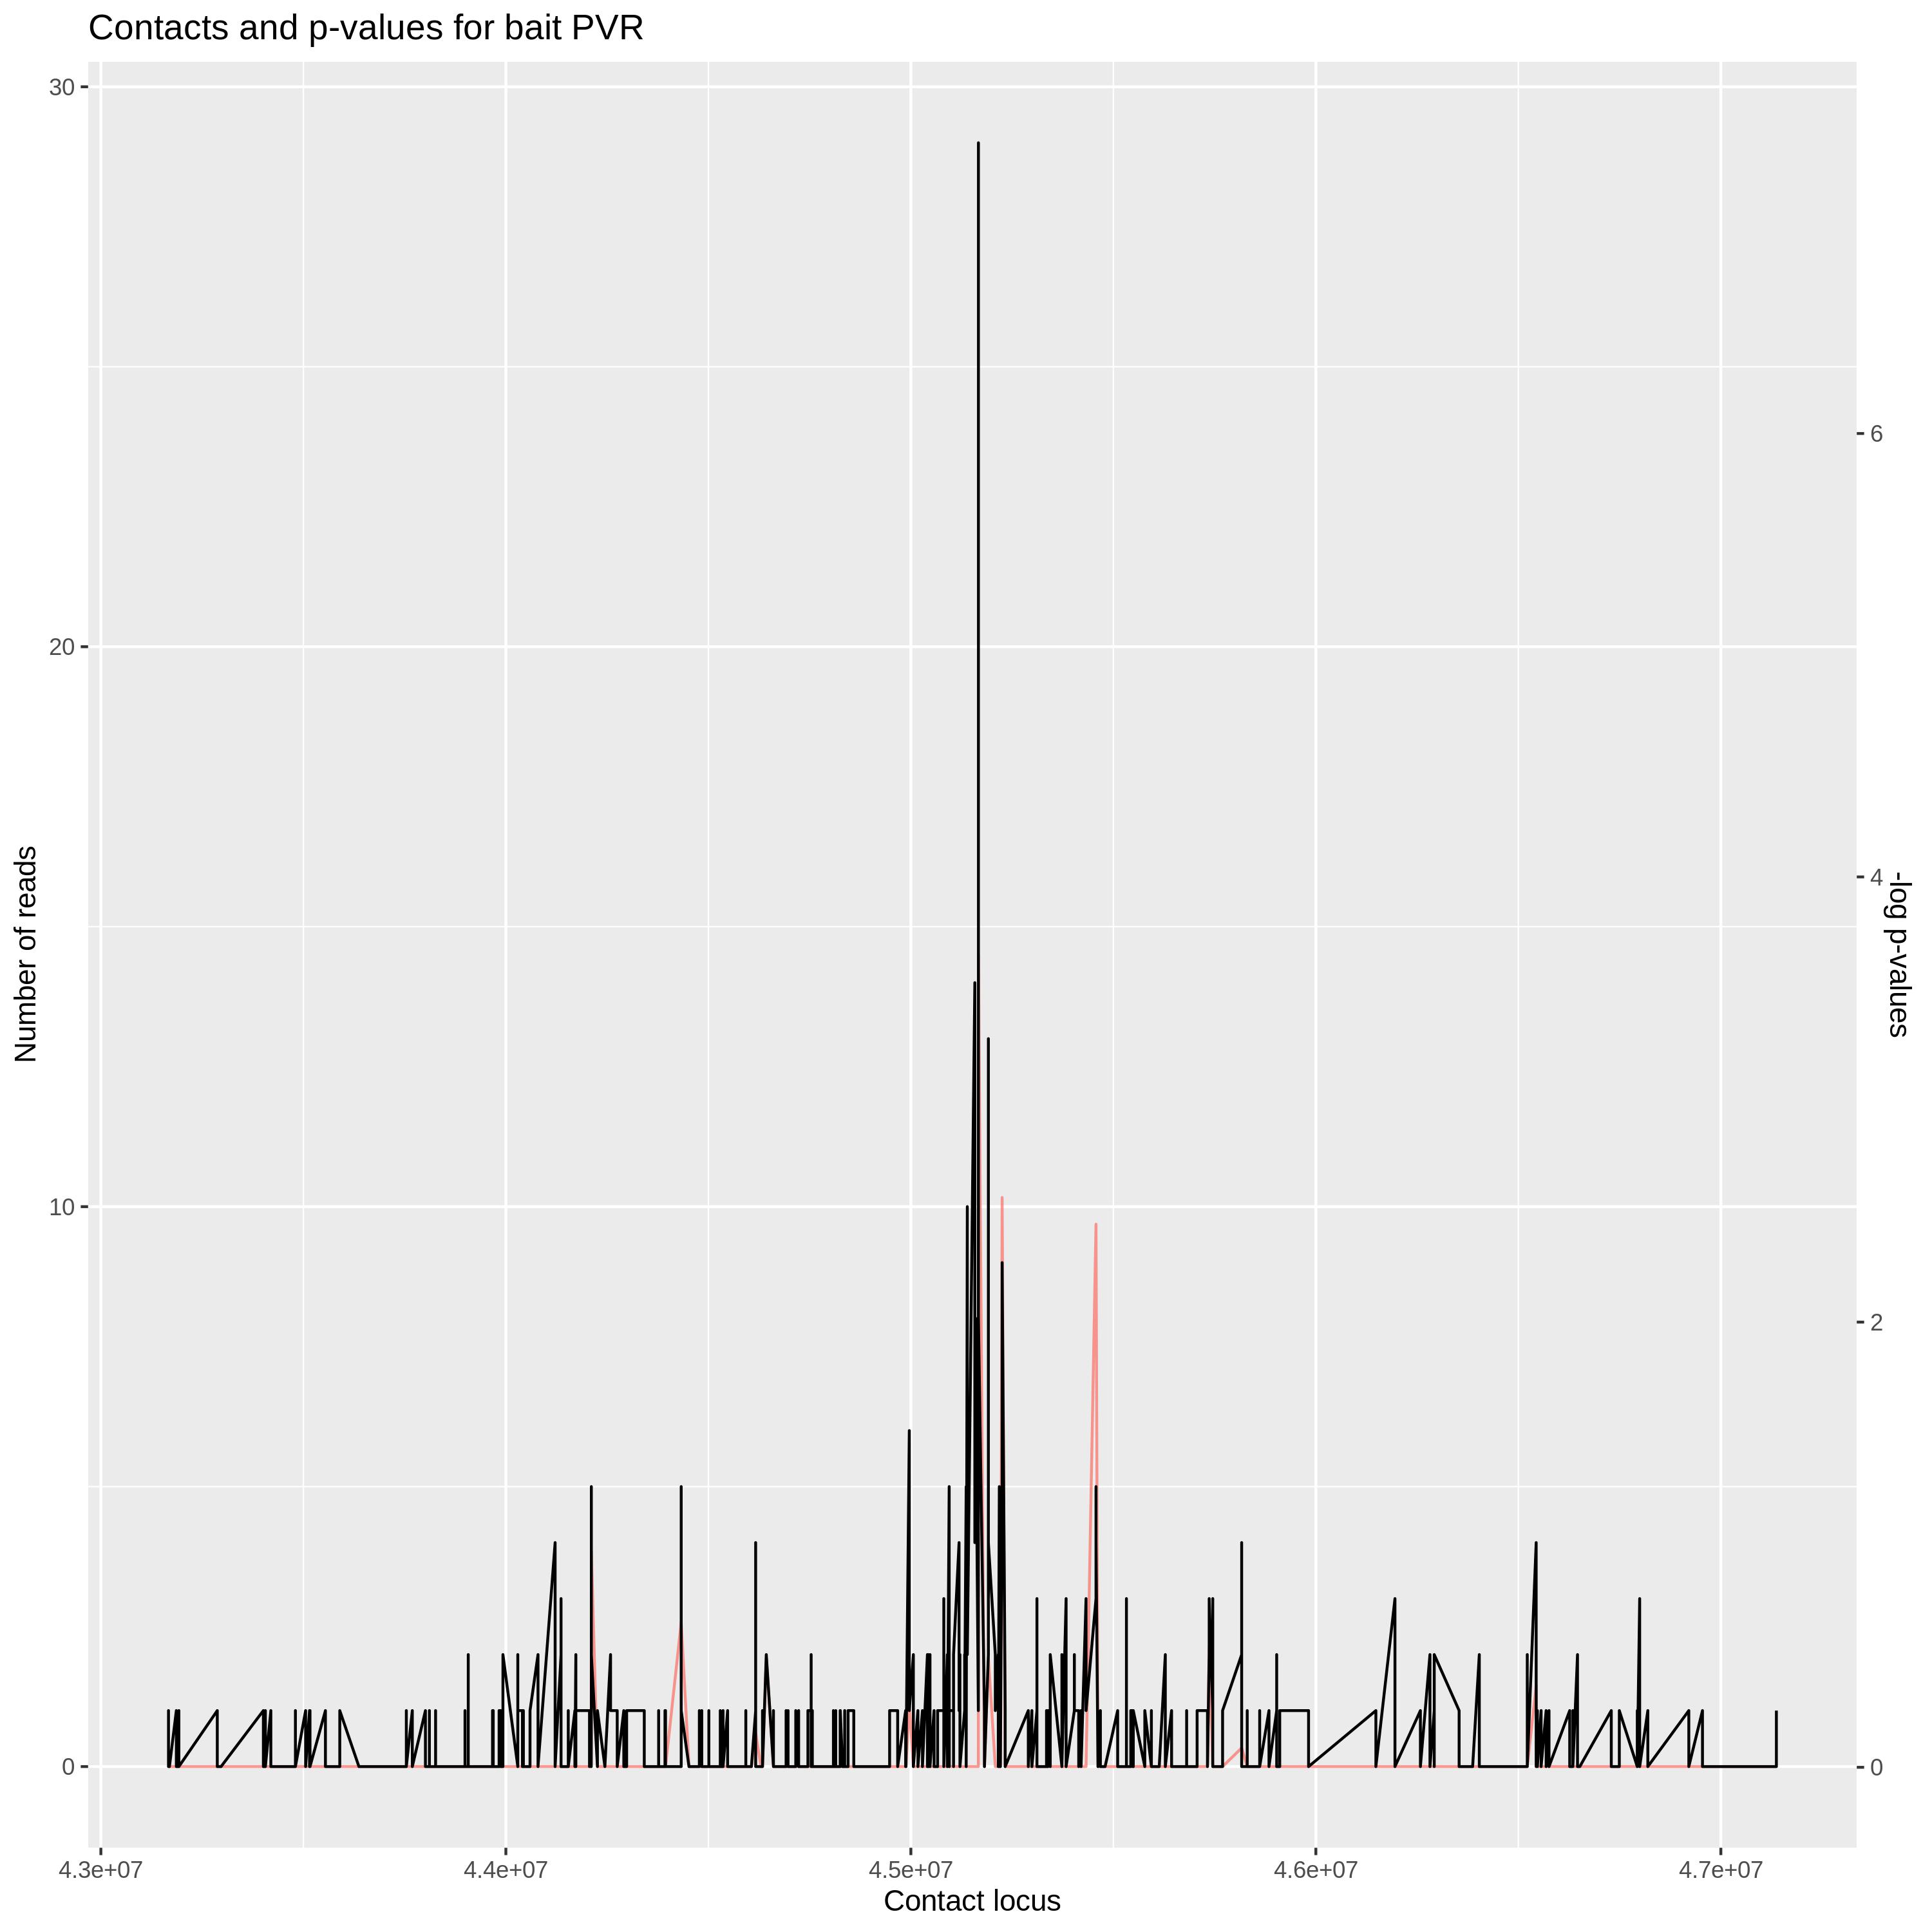 Contacts and p-values for bait PVR
30
20
10
0
Number of reads
6
4
2
0
-log p-values
4.3e+07
4.4e+07
4.5e+07
4.6e+07
4.7e+07
Contact locus